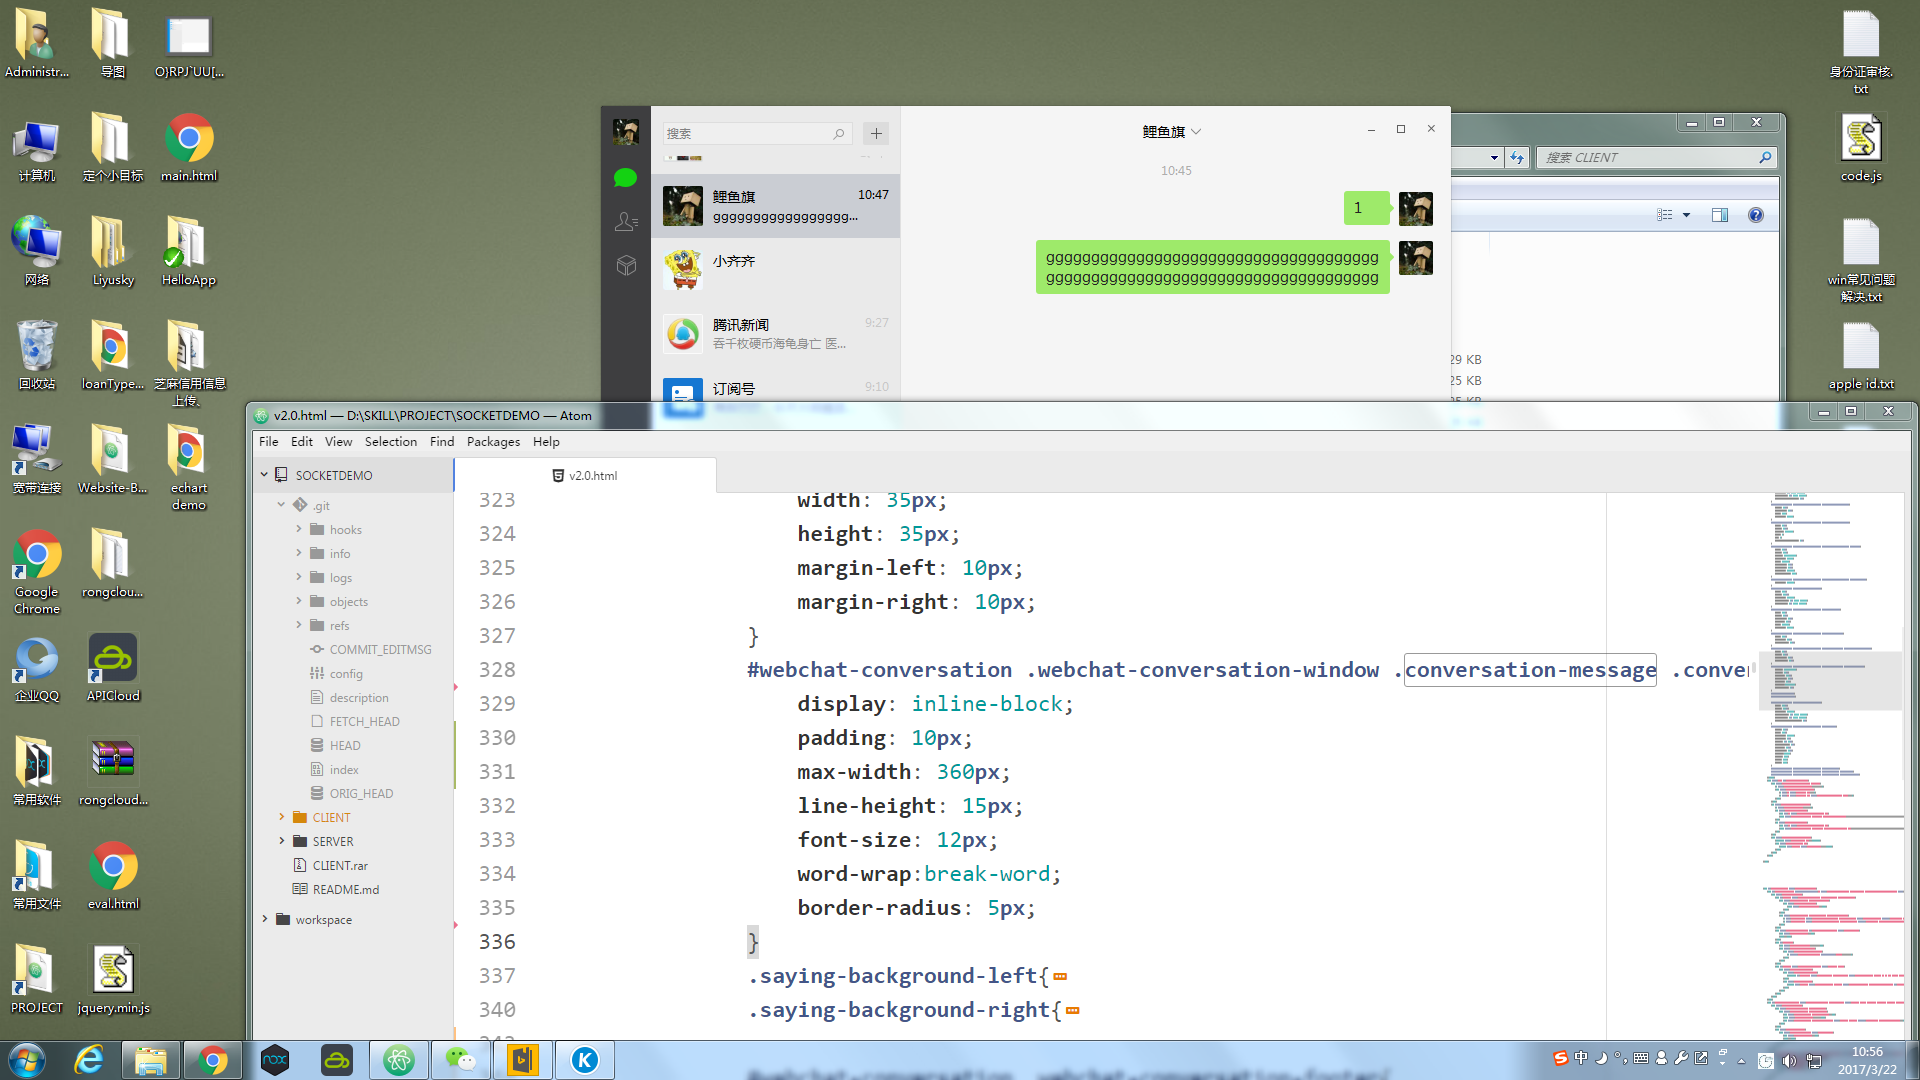 Administr...
导图
O}RPJ`UU[...
计算机
定个小目标
main.html
网络
Liyusky
HelloApp
回收站
loanType...
芝麻信用信息
上传、
宽带连接
Website-B...
echart
demo
Google
Chrome
rongclou...
企业QQ
APICloud
常用软件
rongcloud...
常用文件
eval.html
PROJECT
jquery.min.js
身份证审核.
txt
code.js
win常见问题
解决.txt
apple id.txt
搜索
鲤鱼旗
10:47
ggggggggggggggggg...
小齐齐
腾讯新闻
9:27
吞千枚硬币海龟身亡 医...
订阅号
9:10
鲤鱼旗
10:45
1
ggggggggggggggggggggggggggggggggggggg
ggggggggggggggggggggggggggggggggggggg
搜索 CLIENT
29 KB
25 KB
v2.0.html — D:\SKILL\PROJECT\SOCKETDEMO — Atom
File Edit View Selection Find Packages Help
SOCKETDEMO
.git
hooks
info
logs
objects
refs
COMMIT_EDITMSG
config
description
FETCH_HEAD
HEAD
index
ORIG_HEAD
CLIENT
SERVER
CLIENT.rar
README.md
workspace
v2.0.html
323 width: 35px;
324 height: 35px;
325 margin-left: 10px;
326 margin-right: 10px;
327 }
328 #webchat-conversation .webchat-conversation-window .conversation-message .conver
329 display: inline-block;
330 padding: 10px;
331 max-width: 360px;
332 line-height: 15px;
333 font-size: 12px;
334 word-wrap:break-word;
335 border-radius: 5px;
336 }
337 .saying-background-left{
340 .saying-background-right{
nox
K
中
10:56
2017/3/22